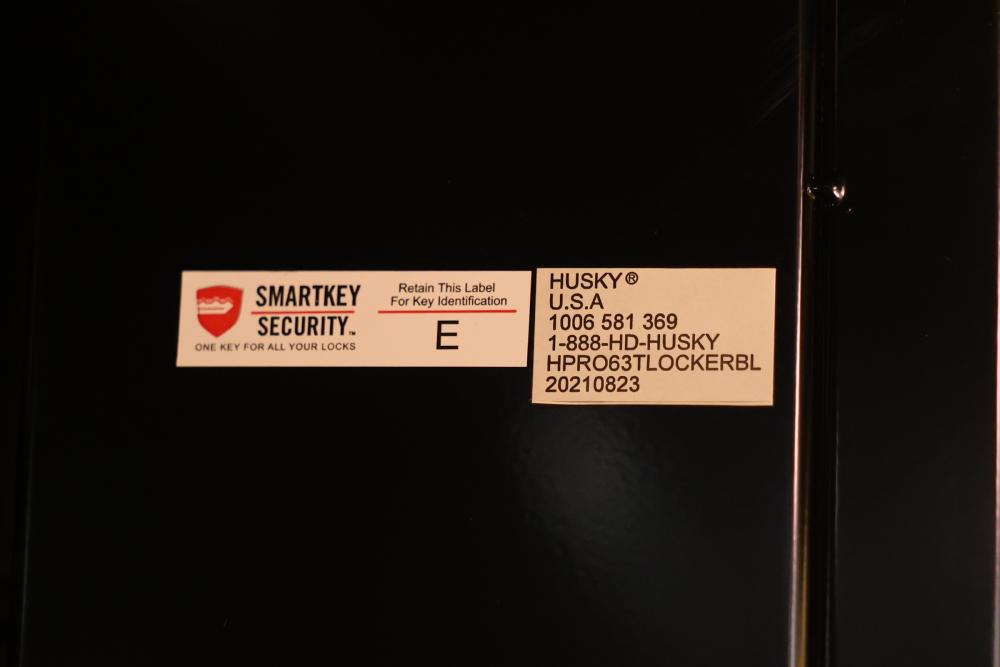 SMARTKEY
SECURITY™
ONE KEY FOR ALL YOUR LOCKS
Retain This Label
For Key Identification
E
HUSKY®
U.S.A
1006 581 369
1-888-HD-HUSKY
HPRO63TLOCKERBL
20210823